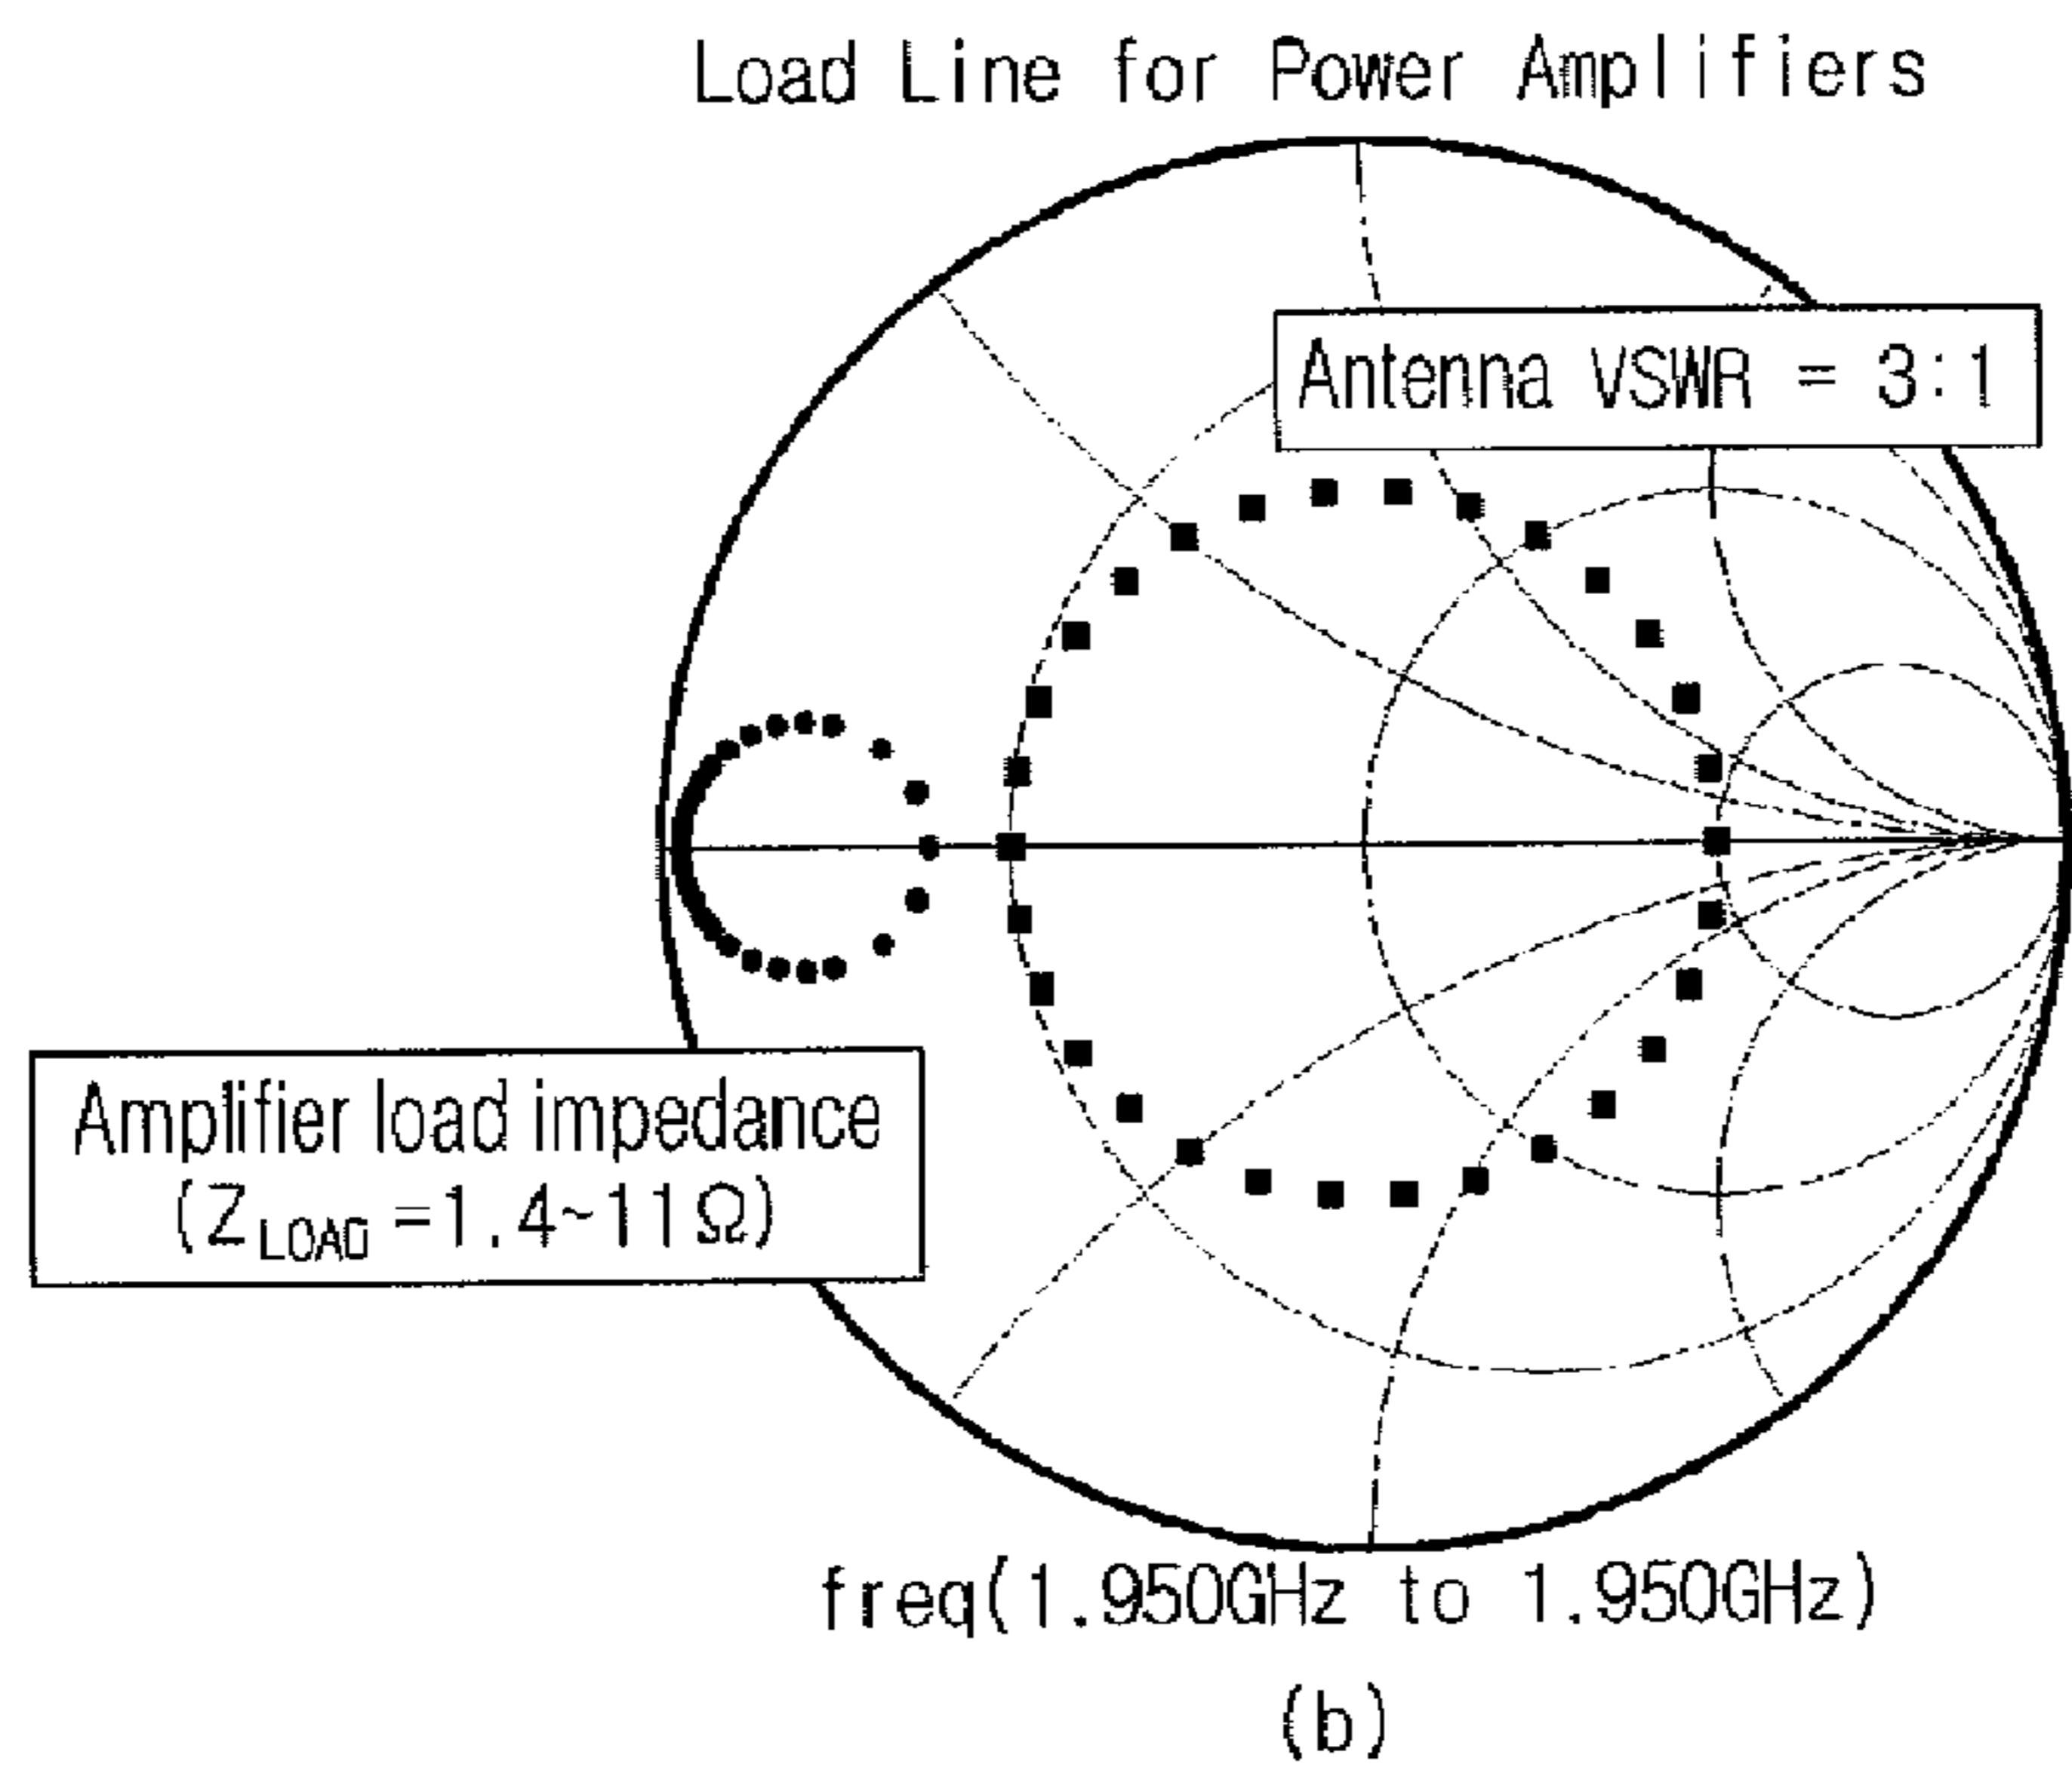 Load Line for Power Amplifiers
Antenna VSWR = 3:1
Amplifier load impedance
(Z LOAG =1.4~11Ω)
freq(1.950GHz to 1.950GHz)
(b)